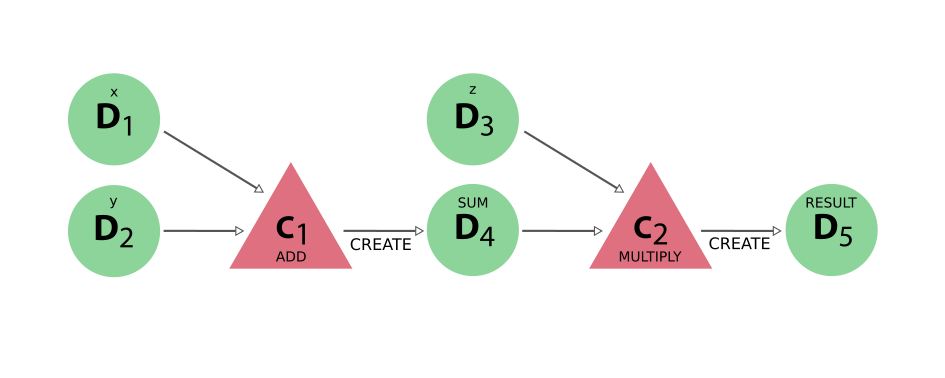 x
D1
y
D2
C1
ADD
CREATE
z
D3
SUM
D4
C2
MULTIPLY
CREATE
RESULT
D5